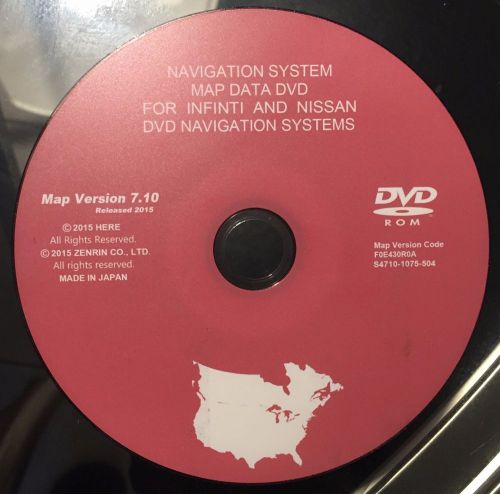 NAVIGATION SYSTEM
MAP DATA DVD
FOR INFINTI AND NISSAN
DVD NAVIGATION SYSTEMS
Map Version 7.10
Released 2015
© 2015 HERE
All Rights Reserved.
© 2015 ZENRIN CO., LTD.
All rights reserved.
MADE IN JAPAN
DVD
ROM
Map Version Code
F0E430R0A
S4710-1075-504